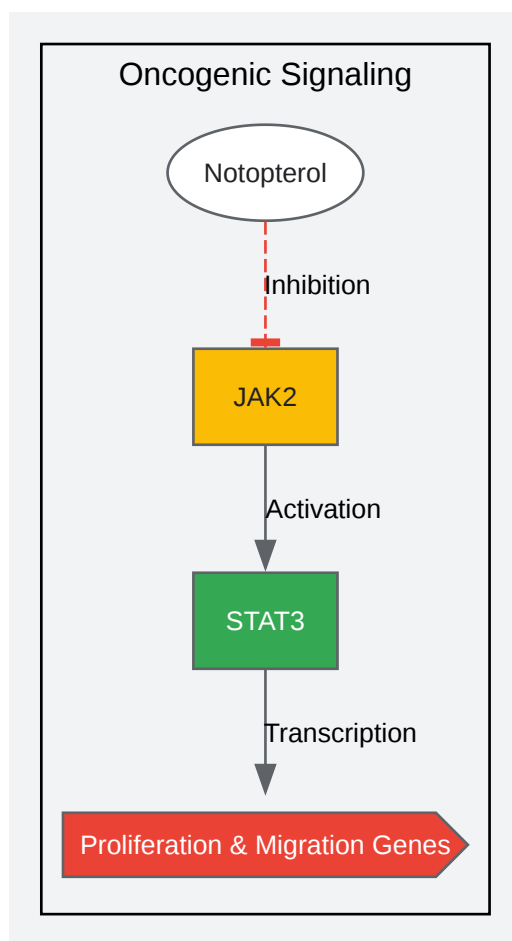 Oncogenic Signaling
Notopterol
Inhibition
JAK2
Activation
STAT3
Transcription
Proliferation & Migration Genes